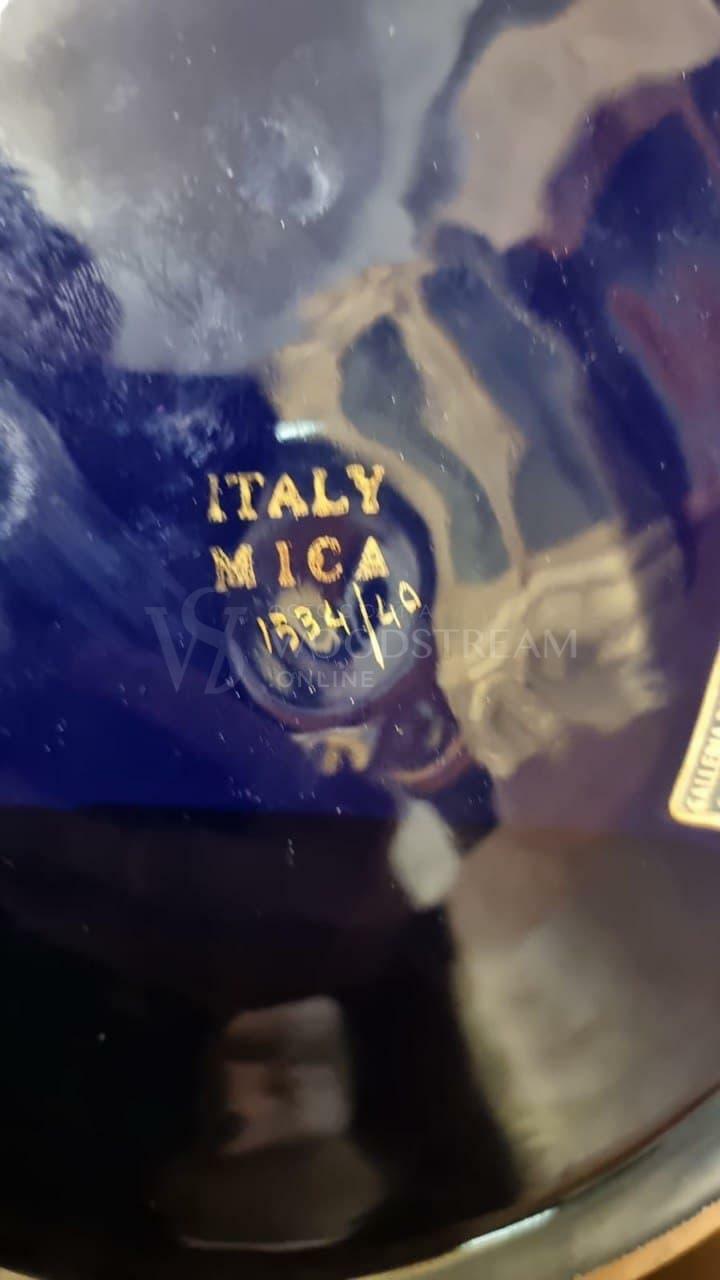 ITALY
MICA
1334/40
WOODSTREAM
ONLINE